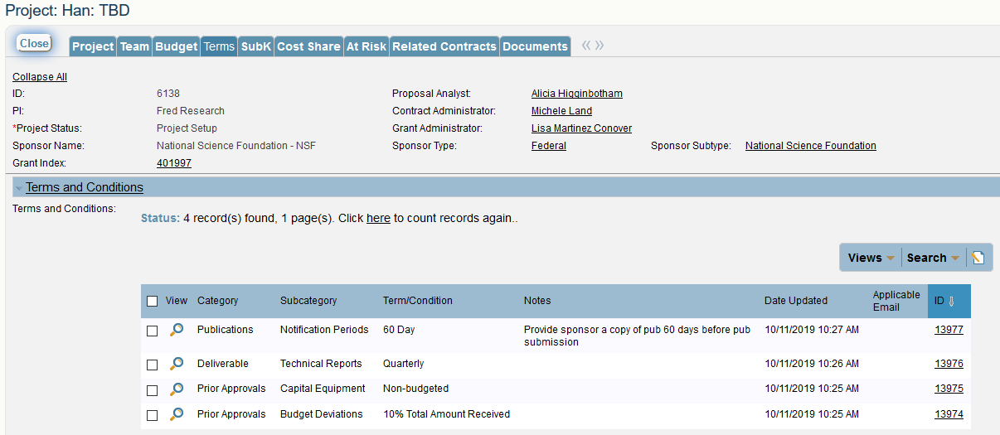 Project: Han: TBD
Close Project Team Budget Terms SubK Cost Share At Risk Related Contracts Documents
Collapse All
ID: 6138 Proposal Analyst: Alicia Higginbotham
PI: Fred Research Contract Administrator: Michele Land
*Project Status: Project Setup Grant Administrator: Lisa Martinez Conover
Sponsor Name: National Science Foundation - NSF Sponsor Type: Federal Sponsor Subtype: National Science Foundation
Grant Index: 401997
Terms and Conditions
Terms and Conditions:
Status: 4 record(s) found, 1 page(s). Click here to count records again..
Views Search
View Category Subcategory Term/Condition Notes Date Updated Applicable Email ID
Publications Notification Periods 60 Day Provide sponsor a copy of pub 60 days before pub submission 10/11/2019 10:27 AM 13977
Deliverable Technical Reports Quarterly 10/11/2019 10:26 AM 13976
Prior Approvals Capital Equipment Non-budgeted 10/11/2019 10:25 AM 13975
Prior Approvals Budget Deviations 10% Total Amount Received 10/11/2019 10:25 AM 13974